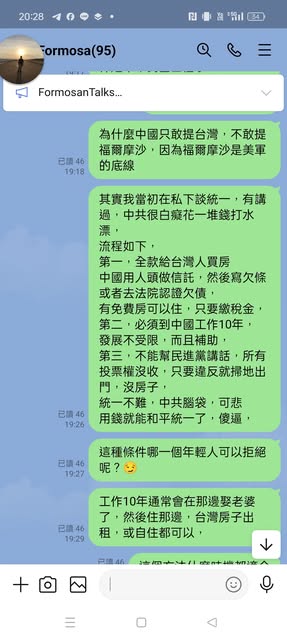 20:28
54
Formosa(95)
FormosanTalks...
為什麼中國只敢提台灣，不敢提
福爾摩沙，因為福爾摩沙是美軍
的底線
已讀 46
19:18
其實我當初在私下談統一，有講
過，中共很白癡花一堆錢打水
漂，
流程如下，
第一，全款給台灣人買房
中國用人頭做信託，然後寫欠條
或者去法院認證欠債，
有免費房可以住，只要繳稅金，
第二，必須到中國工作10年，
發展不受限，而且補助，
第三，不能幫民進黨講話，所有
投票權沒收，只要違反就掃地出
門，沒房子，
統一不難，中共腦袋，可悲
用錢就能和平統一了，傻逼，
已讀 46
19:26
這種條件哪一個年輕人可以拒絕
呢？
已讀 46
19:27
工作10年通常會在那邊娶老婆
了，然後住那邊，台灣房子出
租，或自住都可以，
已讀 46
19:29
已讀 46